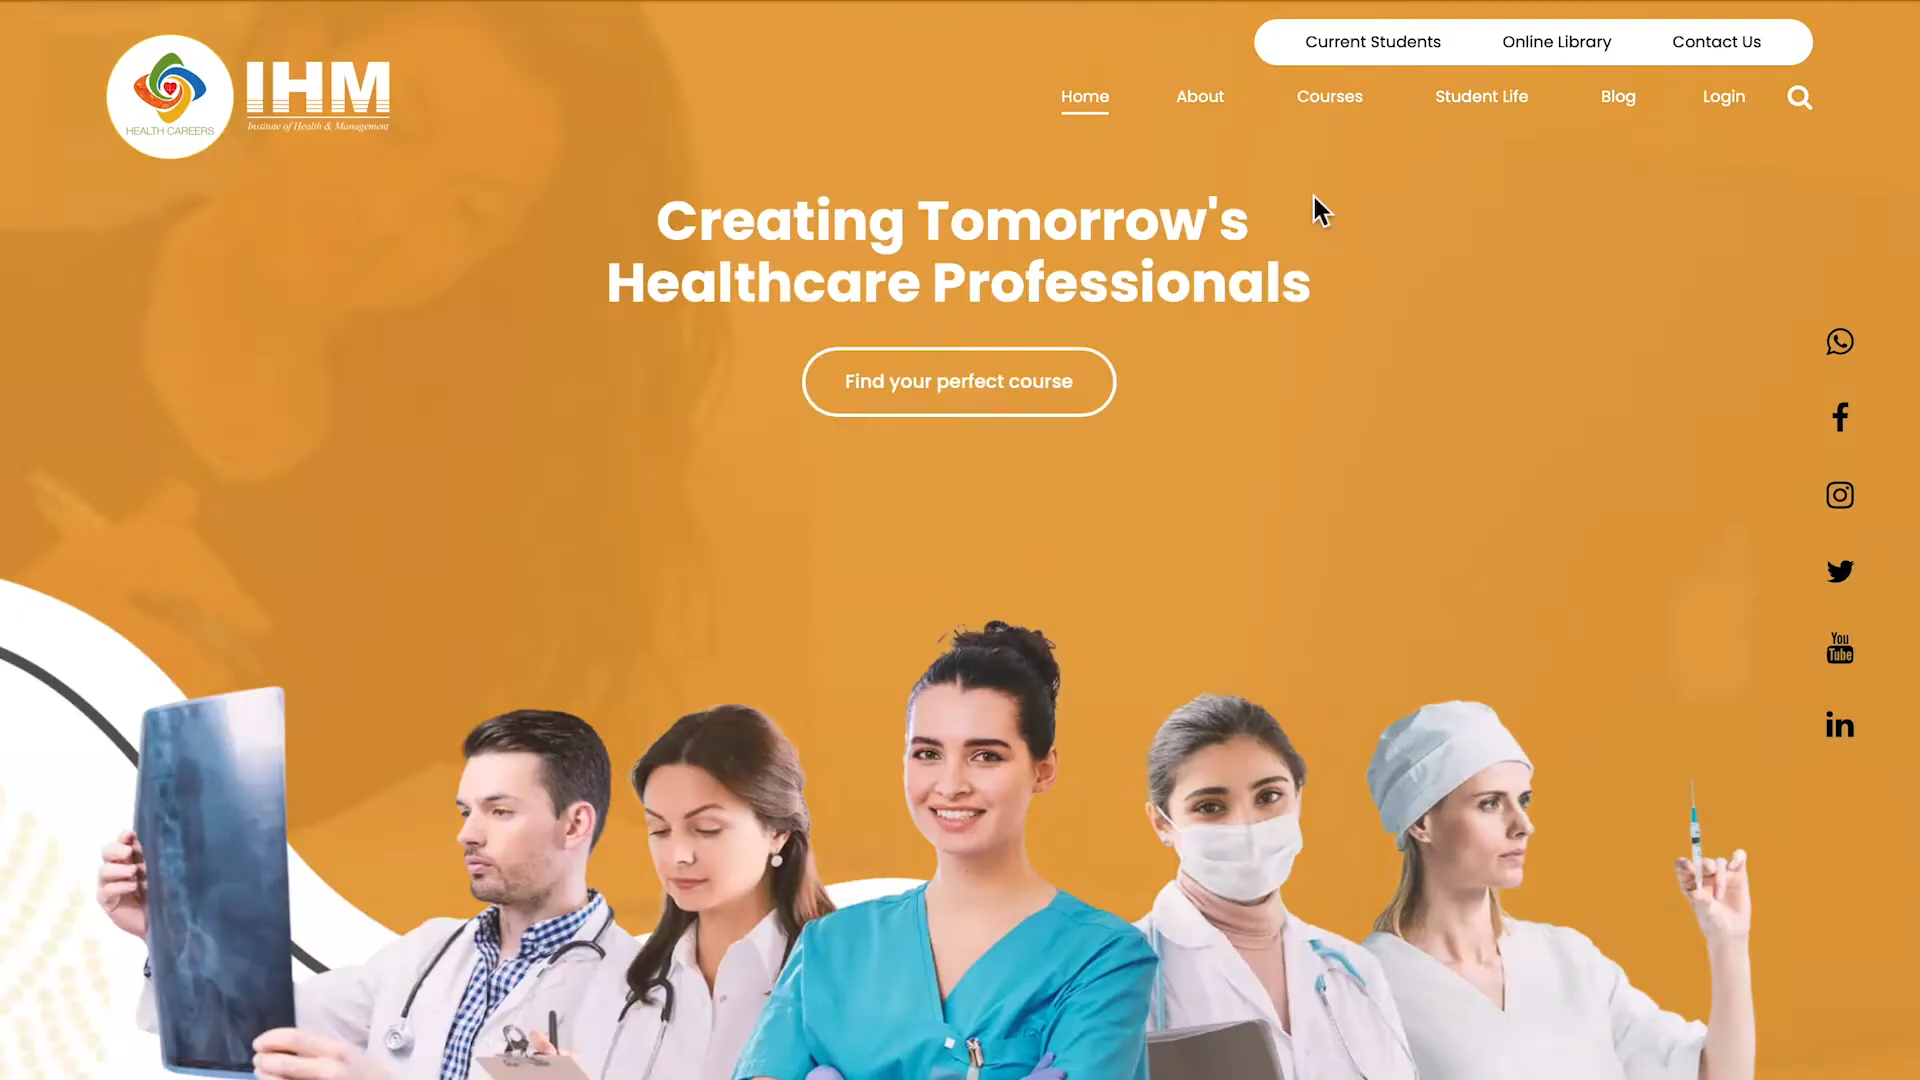 Current Students
Online Library
Contact Us
HEALTH CAREERS
IHM
Institute of Health & Management
Home
About
Courses
Student Life
Blog
Login
Creating Tomorrow's
Healthcare Professionals
Find your perfect course
You
Tube
in